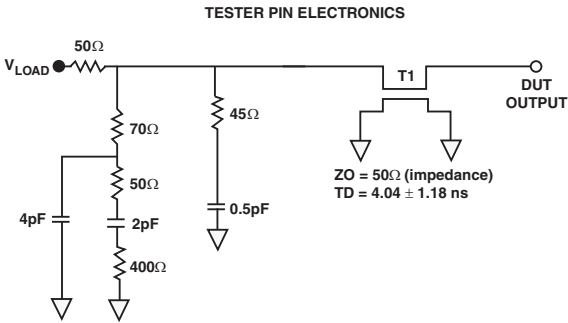 TESTER PIN ELECTRONICS
50Ω
VLOAD
T1
DUT
OUTPUT
45Ω
70Ω
ZO = 50Ω (impedance)
TD = 4.04 ± 1.18 ns
50Ω
0.5pF
4pF
2pF
400Ω